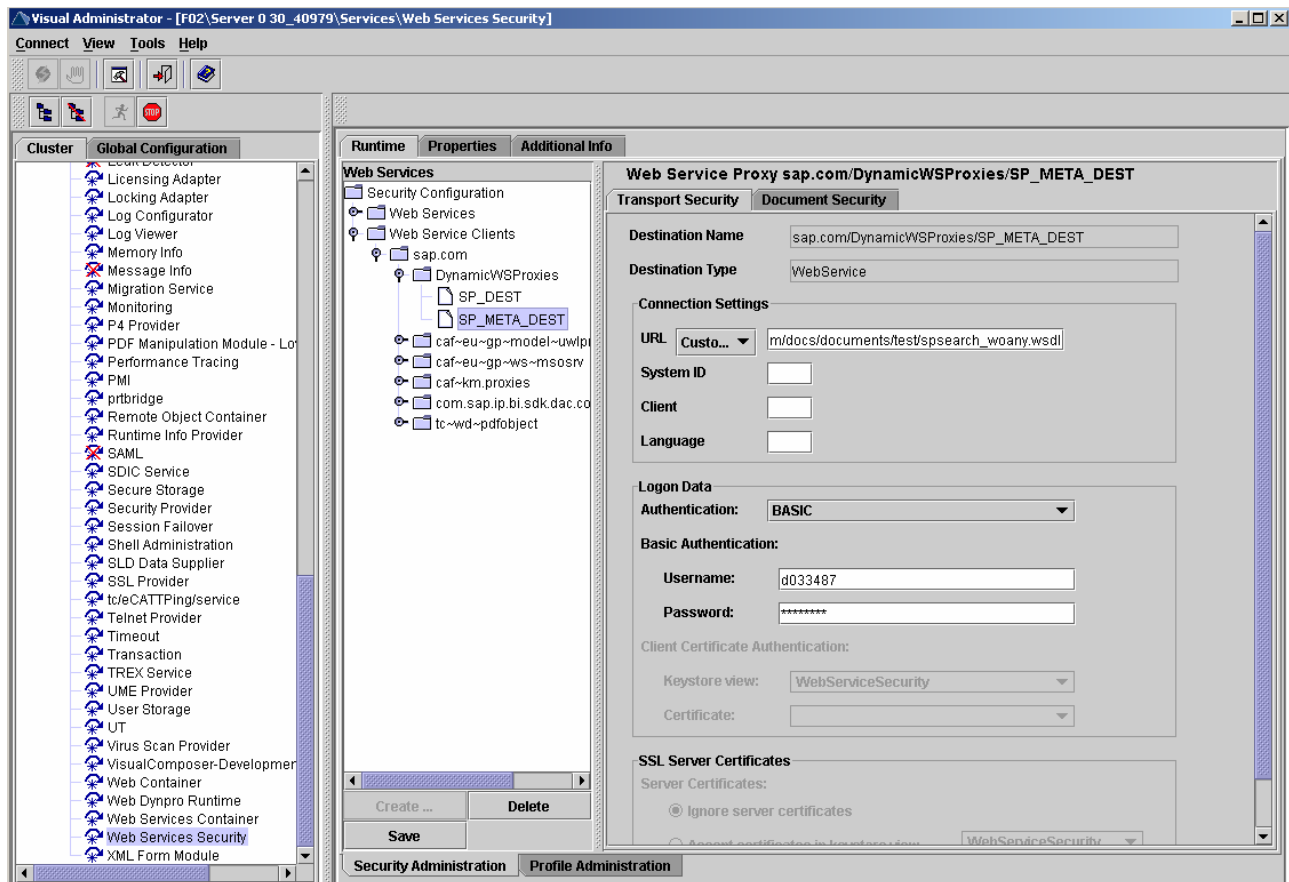 Visual Administrator - [F02\Server 0 30_40979\Services\Web Services Security]
Connect View Tools Help
STOP
Cluster Global Configuration
Leak Detector
Licensing Adapter
Locking Adapter
Log Configurator
Log Viewer
Memory Info
Message Info
Migration Service
Monitoring
P4 Provider
PDF Manipulation Module - Lo
Performance Tracing
PMI
prtbridge
Remote Object Container
Runtime Info Provider
SAML
SDIC Service
Secure Storage
Security Provider
Session Failover
Shell Administration
SLD Data Supplier
SSL Provider
tc/eCATTPing/service
Telnet Provider
Timeout
Transaction
TREX Service
UME Provider
User Storage
UT
Virus Scan Provider
VisualComposer-Developmer
Web Container
Web Dynpro Runtime
Web Services Container
Web Services Security
XML Form Module
Runtime Properties Additional Info
Web Services
Security Configuration
Web Services
Web Service Clients
sap.com
DynamicWSProxies
SP_DEST
SP_META_DEST
caf~eu~gp~model~uwlpr
caf~eu~gp~ws~msosrv
caf~km.proxies
com.sap.ip.bi.sdk.dac.co
tc~wd~pdfobject
Create ... Delete
Save
Security Administration Profile Administration
Web Service Proxy sap.com/DynamicWSProxies/SP_META_DEST
Transport Security Document Security
Destination Name sap.com/DynamicWSProxies/SP_META_DEST
Destination Type WebService
Connection Settings
URL Custo... m/docs/documents/test/spsearch_woany.wsdl
System ID
Client
Language
Logon Data
Authentication: BASIC
Basic Authentication:
Username: d033487
Password: ********
Client Certificate Authentication:
Keystore view: WebServiceSecurity
Certificate:
SSL Server Certificates
Server Certificates:
Ignore server certificates
Accept certificates in keystore view WebServiceSecurity